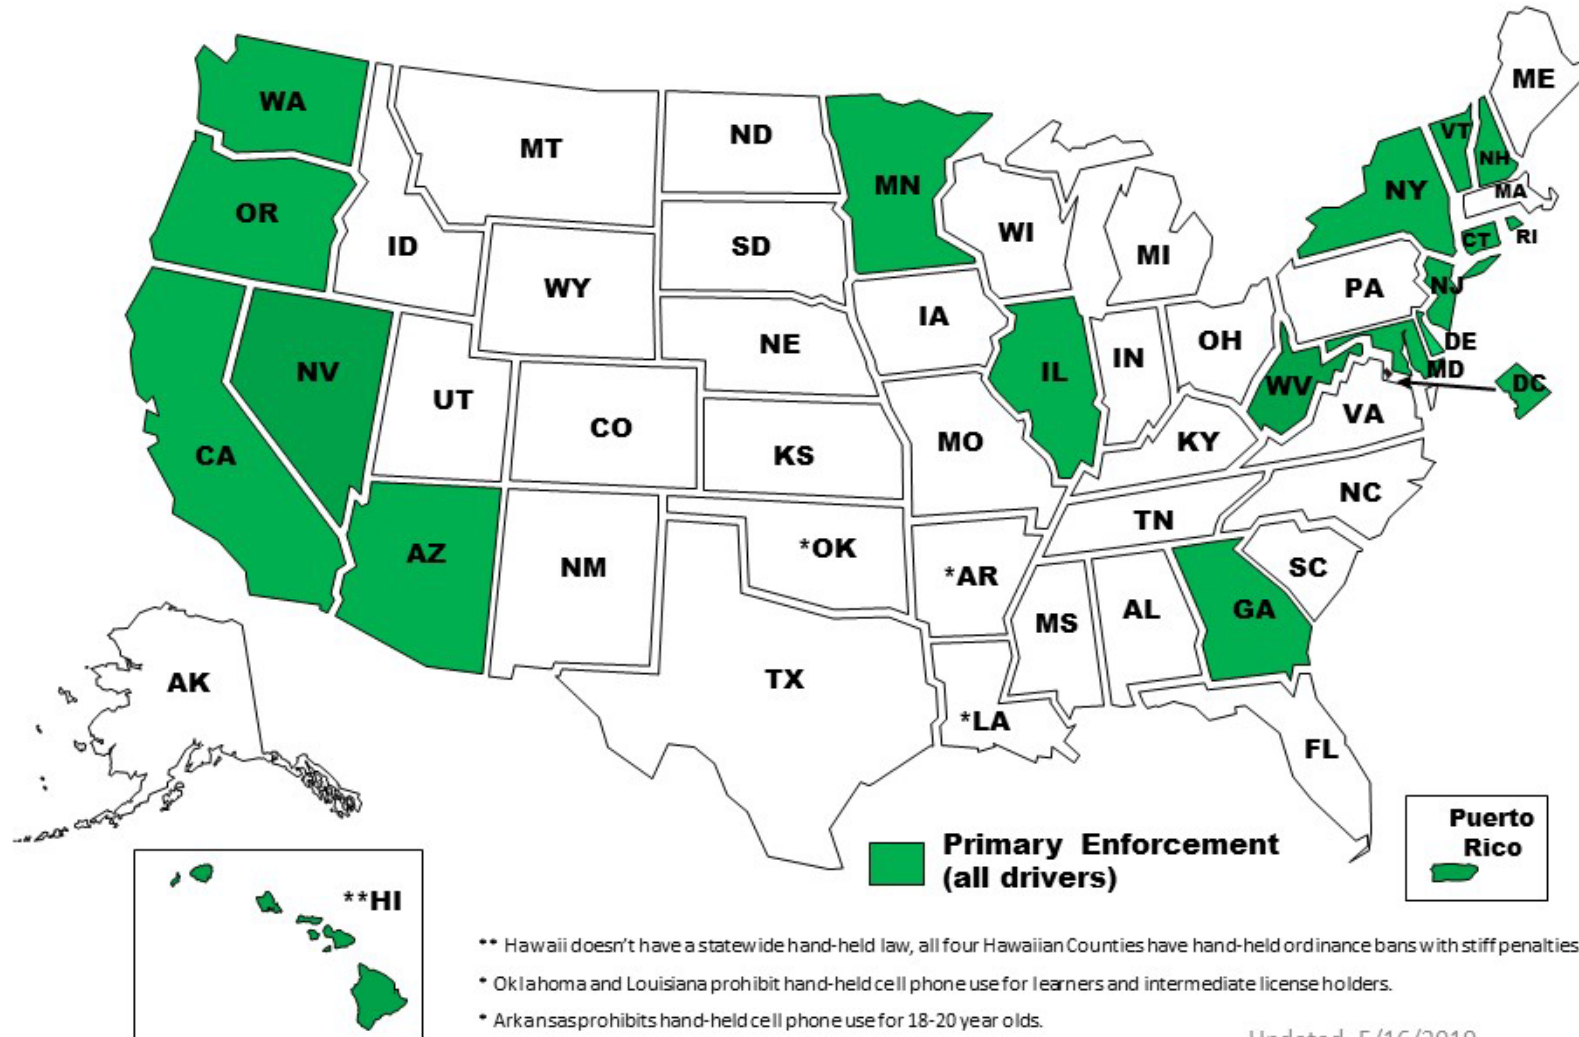 WA
OR
CA
NV
ID
MT
WY
UT
AZ
CO
NM
ND
SD
NE
KS
*OK
TX
MN
IA
MO
*AR
*LA
WI
IL
MI
IN
OH
KY
TN
MS
AL
GA
FL
SC
NC
VA
WV
PA
NY
VT
NH
ME
MA
CT
RI
NJ
DE
MD
DC
AK
**HI
Puerto
Rico
Primary Enforcement
(all drivers)
** Hawaii doesn't have a statewide hand-held law, all four Hawaiian Counties have hand-held ordinance bans with stiff penalties
* Oklahoma and Louisiana prohibit hand-held cell phone use for learners and intermediate license holders.
* Arkansas prohibits hand-held cell phone use for 18-20 year olds.
Updated 5/16/2019